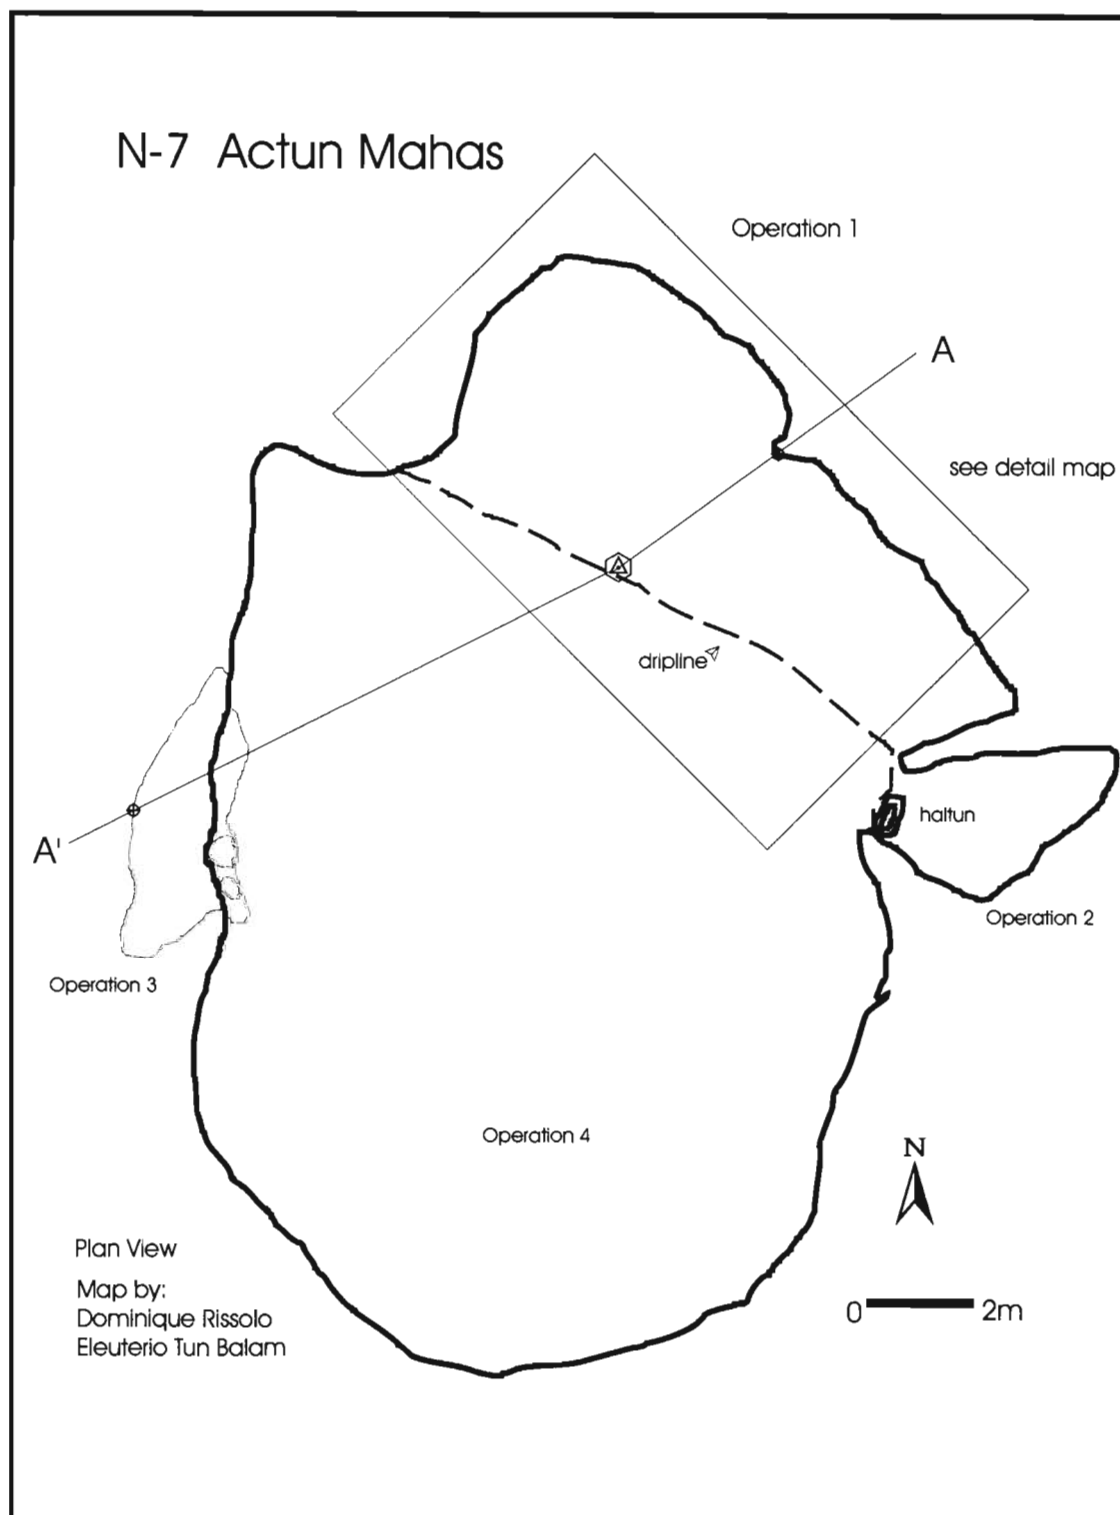 N-7 Actun Mahas
Operation 1
A
see detail map
dripline
A'
haltun
Operation 2
Operation 3
Operation 4
N
Plan View
Map by:
Dominique Rissolo
Eleuterio Tun Balam
0 2m